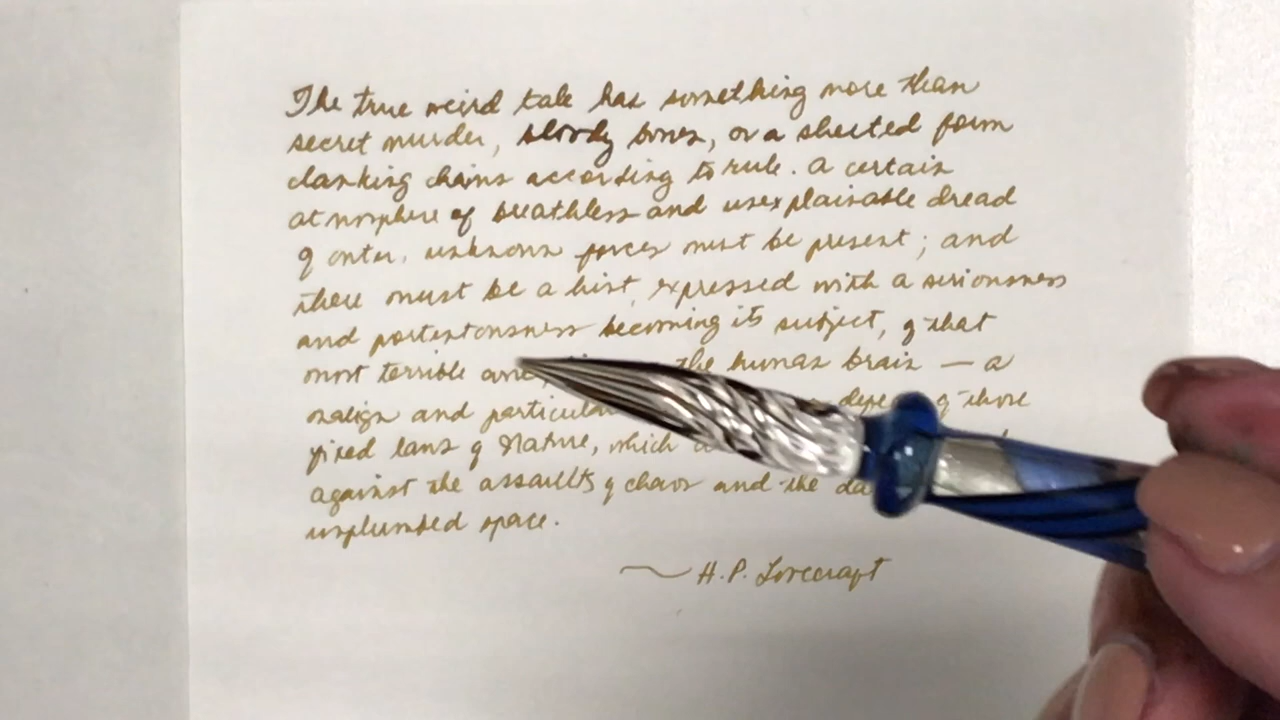 The true weird tale has something more than
secret murder, bloody bones, or a sheeted form
clanking chains according to rule. A certain
atmosphere of breathless and unexplainable dread
of outer, unknown forces must be present; and
there must be a hint, expressed with a seriousness
and portentousness becoming its subject, of that
most terrible the human brain — a
malign and particular of those
fixed laws of Nature, which
against the assaults of chaos and the
unplumbed space.
~ H.P. Lovecraft